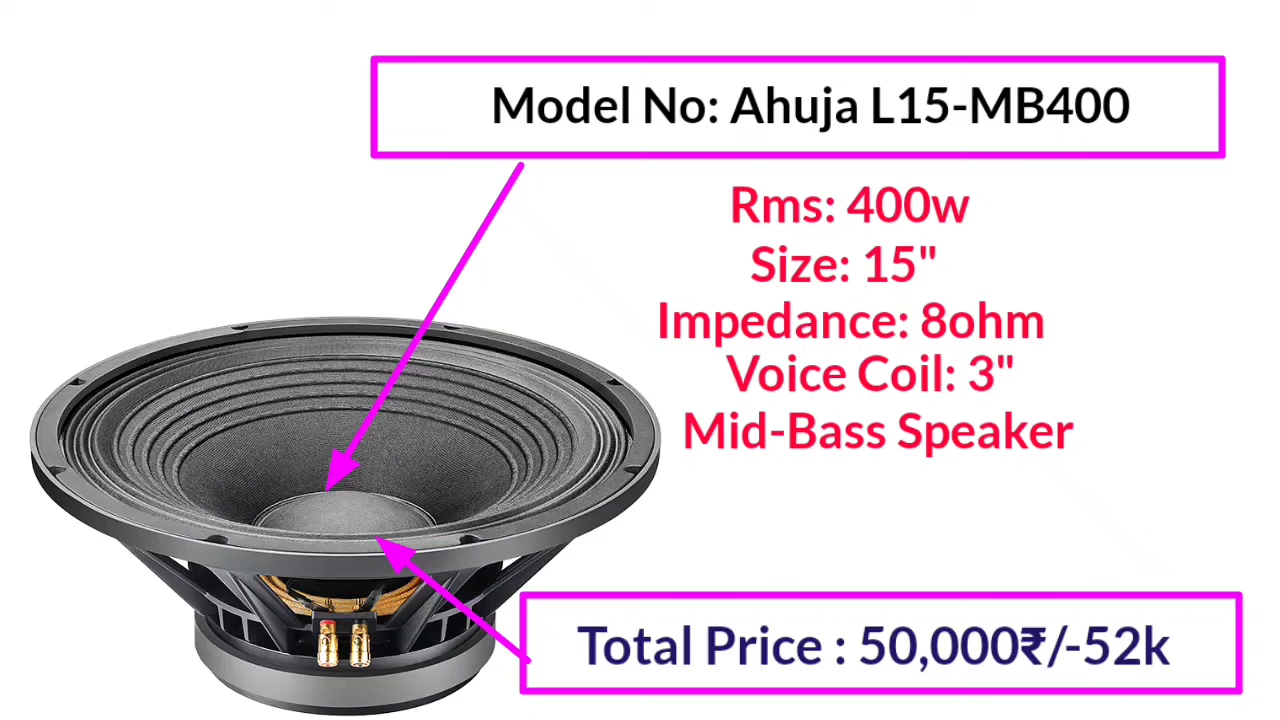 Model No: Ahuja L15-MB400
Rms: 400w
Size: 15"
Impedance: 8ohm
Voice Coil: 3"
Mid-Bass Speaker
Total Price : 50,000₹/-52k